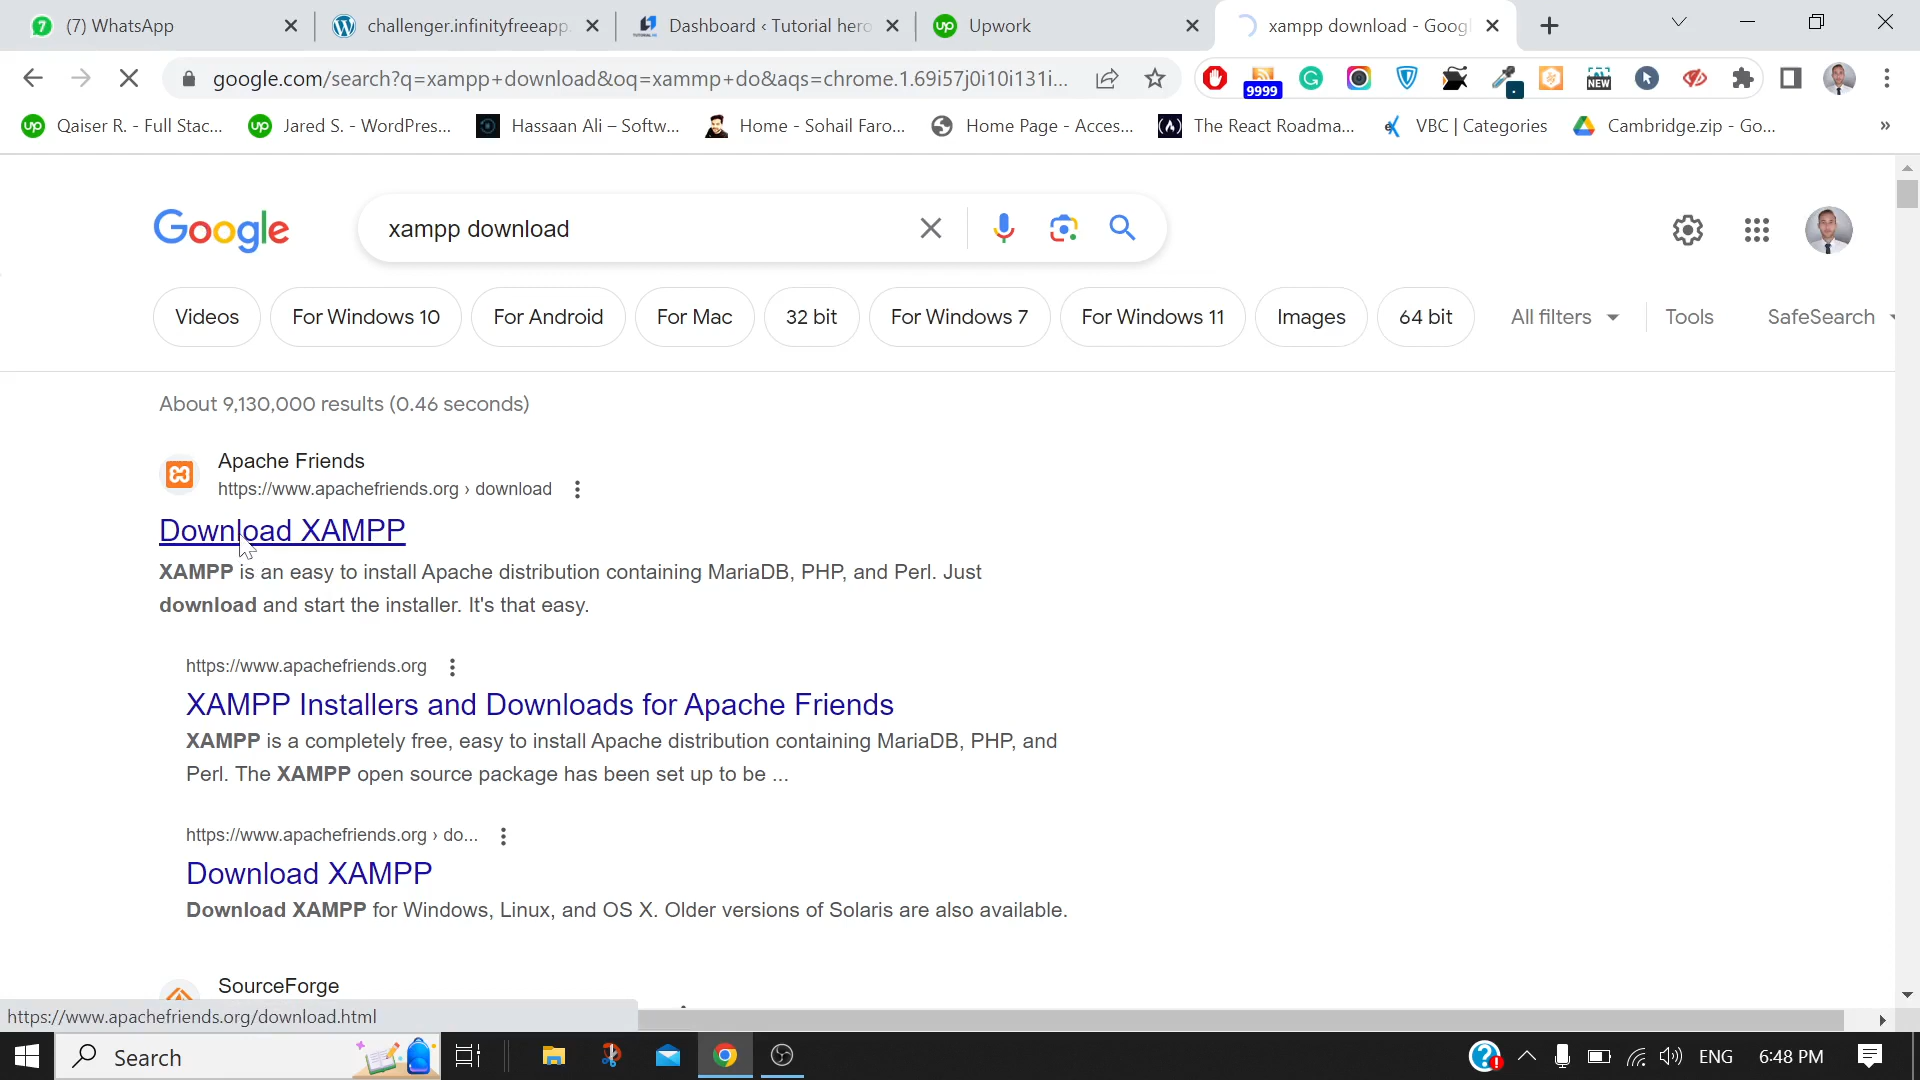 7 (7) WhatsApp
challenger.infinityfreeapp.
TUTORIAL Dashboard ‹ Tutorial hero
up Upwork
xampp download - Googl
google.com/search?q=xampp+download&oq=xammp+do&aqs=chrome.1.69i57j0i10i131i...
9999
NEW
up Qaiser R. - Full Stac...
up Jared S. - WordPres...
Hassaan Ali – Softw...
Home - Sohail Faro...
Home Page - Acces...
The React Roadma...
VBC | Categories
Cambridge.zip - Go...
»
Google
xampp download
Videos
For Windows 10
For Android
For Mac
32 bit
For Windows 7
For Windows 11
Images
64 bit
All filters
Tools
SafeSearch
About 9,130,000 results (0.46 seconds)
Apache Friends
https://www.apachefriends.org › download
Download XAMPP
XAMPP is an easy to install Apache distribution containing MariaDB, PHP, and Perl. Just
download and start the installer. It's that easy.
https://www.apachefriends.org
XAMPP Installers and Downloads for Apache Friends
XAMPP is a completely free, easy to install Apache distribution containing MariaDB, PHP, and
Perl. The XAMPP open source package has been set up to be ...
https://www.apachefriends.org › do...
Download XAMPP
Download XAMPP for Windows, Linux, and OS X. Older versions of Solaris are also available.
SourceForge
https://www.apachefriends.org/download.html
Search
ENG
6:48 PM